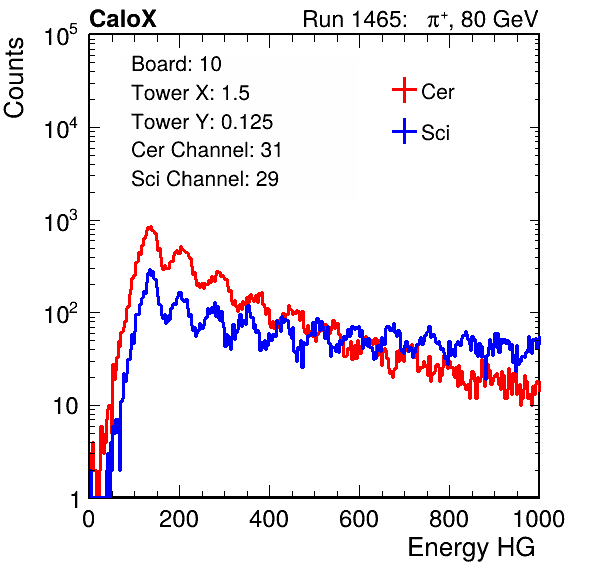 CaloX Run 1465: π⁺, 80 GeV
Counts
10⁵
10⁴
10³
10²
10
1
Board: 10
Tower X: 1.5
Tower Y: 0.125
Cer Channel: 31
Sci Channel: 29
Cer
Sci
0 200 400 600 800 1000
Energy HG